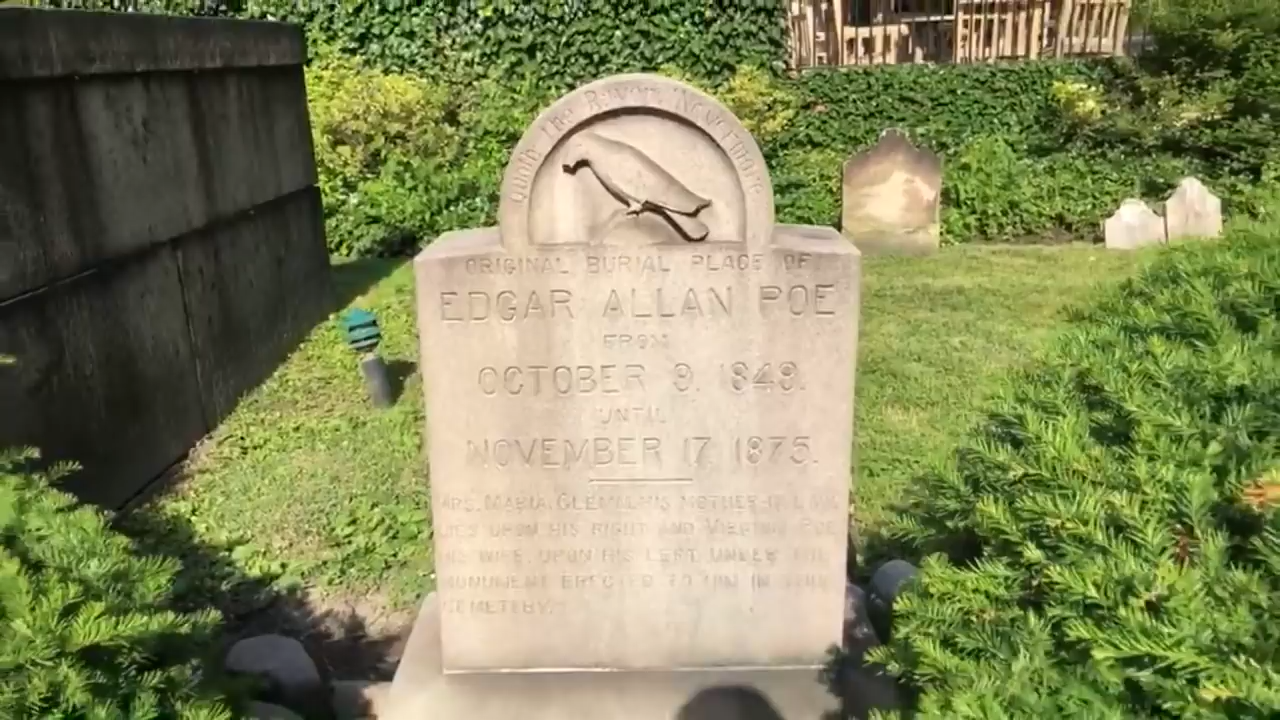 Quoth the Raven, Nevermore
ORIGINAL BURIAL PLACE OF
EDGAR ALLAN POE
FROM
OCTOBER 9. 1849.
UNTIL
NOVEMBER 17, 1875.
MRS. MARIA CLEMM, HIS MOTHER-IN-LAW,
LIES UPON HIS RIGHT AND VIRGINIA POE
HIS WIFE, UPON HIS LEFT, UNDER THE
MONUMENT ERECTED TO HIM IN THIS
CEMETERY.